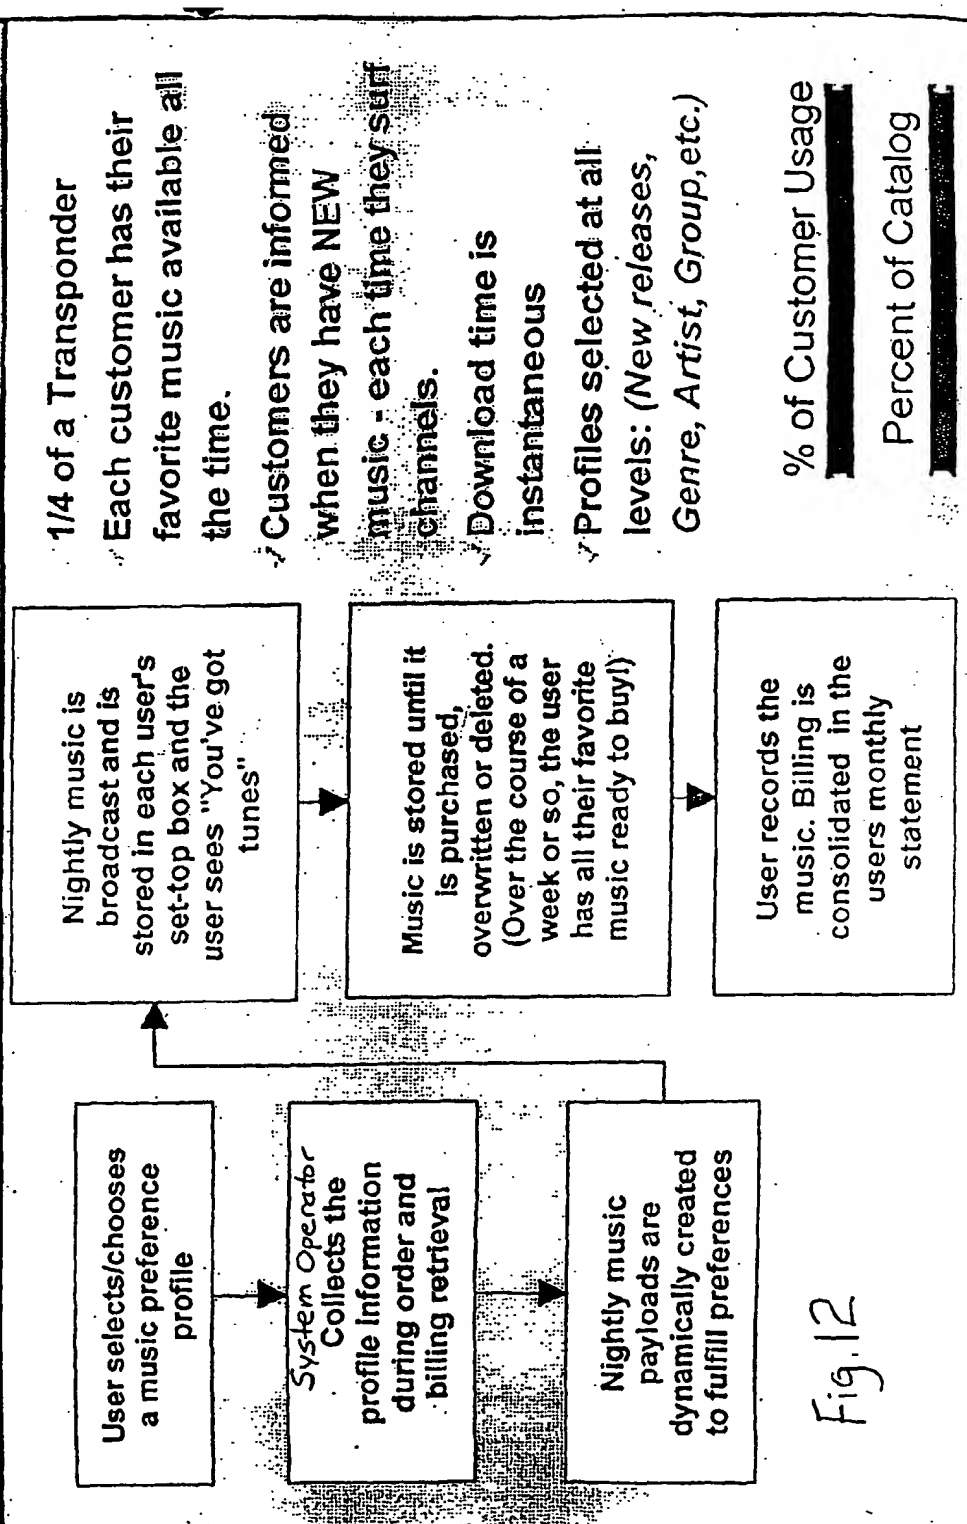 User selects/chooses
a music preference
profile
System Operator
Collects the
profile Information
during order and
billing retrieval
Nightly music
payloads are
dynamically created
to fulfill preferences
Nightly music is
broadcast and is
stored in each user's
set-top box and the
user sees "You've got
tunes"
Music is stored until it
is purchased,
overwritten or deleted.
(Over the course of a
week or so, the user
has all their favorite
music ready to buy!)
User records the
music. Billing is
consolidated in the
users monthly
statement
1/4 of a Transponder
✓Each customer has their
favorite music available all
the time.
✓Customers are informed
when they have NEW
music - each time they surf
channels.
✓Download time is
instantaneous
✓Profiles selected at all
levels: (New releases,
Genre, Artist, Group,etc.)
% of Customer Usage
Percent of Catalog
Fig.12